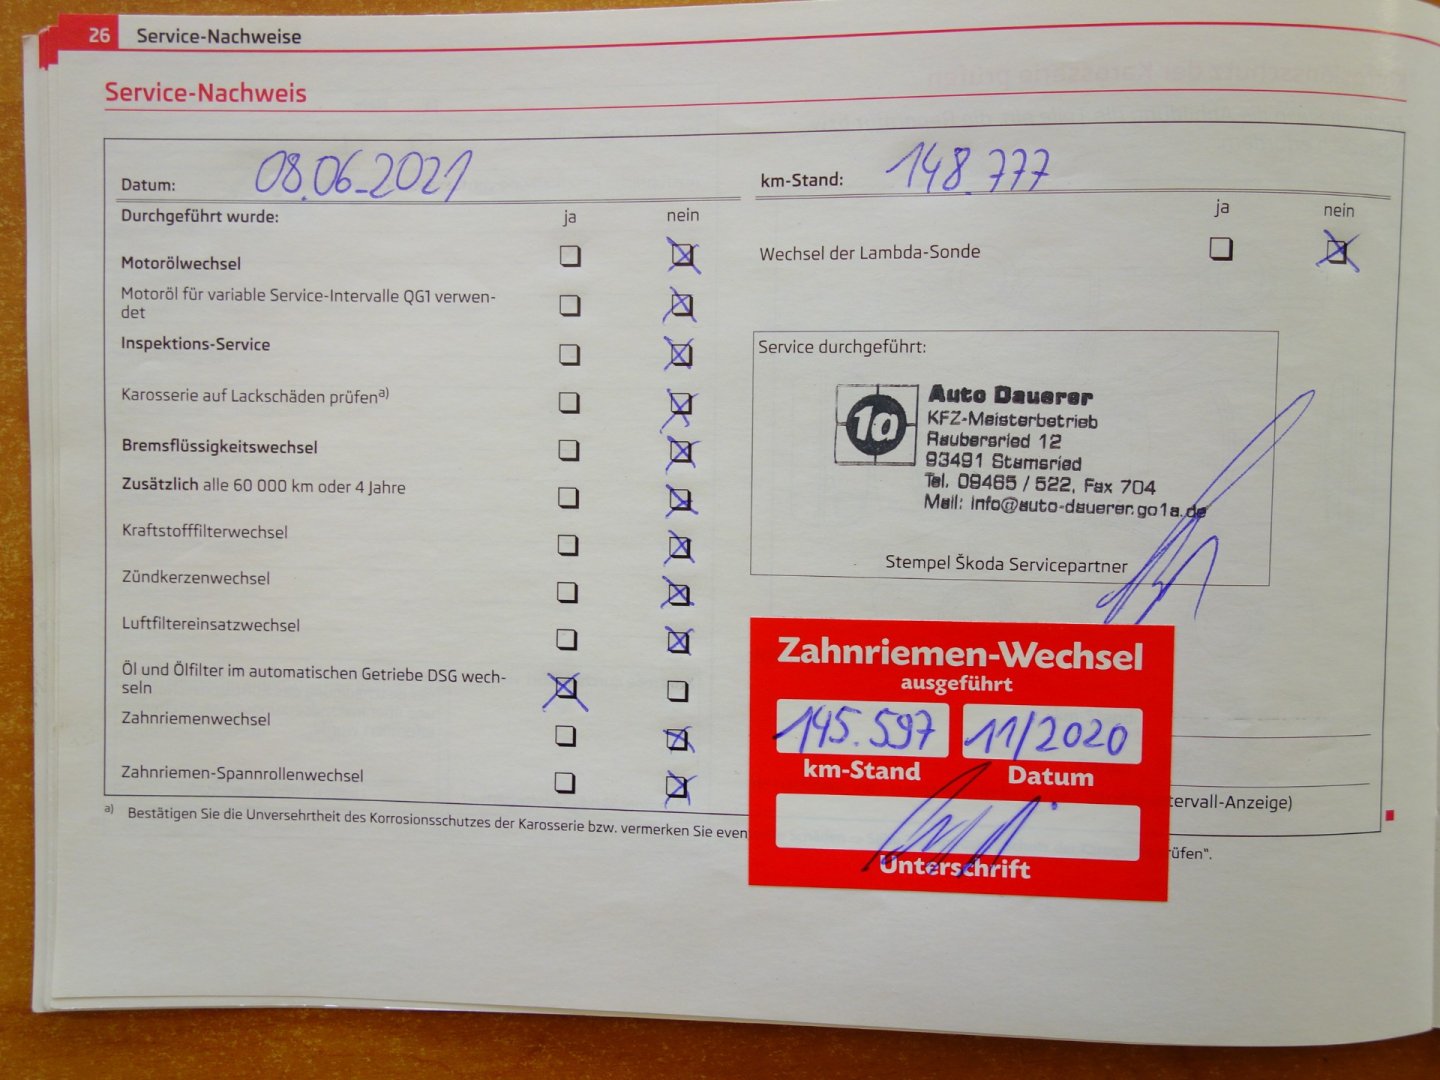 26 Service-Nachweise
Service-Nachweis
Datum: 08.06.2021
km-Stand: 148.777
Durchgeführt wurde: ja nein
ja nein
Motorölwechsel
Wechsel der Lambda-Sonde
Motoröl für variable Service-Intervalle QG1 verwen-
det
Inspektions-Service
Karosserie auf Lackschäden prüfena)
Bremsflüssigkeitswechsel
Zusätzlich alle 60 000 km oder 4 Jahre
Kraftstofffilterwechsel
Zündkerzenwechsel
Luftfiltereinsatzwechsel
Öl und Ölfilter im automatischen Getriebe DSG wech-
seln
Zahnriemenwechsel
Zahnriemen-Spannrollenwechsel
Service durchgeführt:
1a
Auto Dauerer
KFZ-Meisterbetrieb
Raubersried 12
93491 Stamsried
Tel. 09465 / 522, Fax 704
Mail: info@auto-dauerer.go1a.de
Stempel Škoda Servicepartner
Zahnriemen-Wechsel
ausgeführt
145.597 11/2020
km-Stand Datum
Unterschrift
tervall-Anzeige)
a) Bestätigen Sie die Unversehrtheit des Korrosionsschutzes der Karosserie bzw. vermerken Sie even
rüfen".